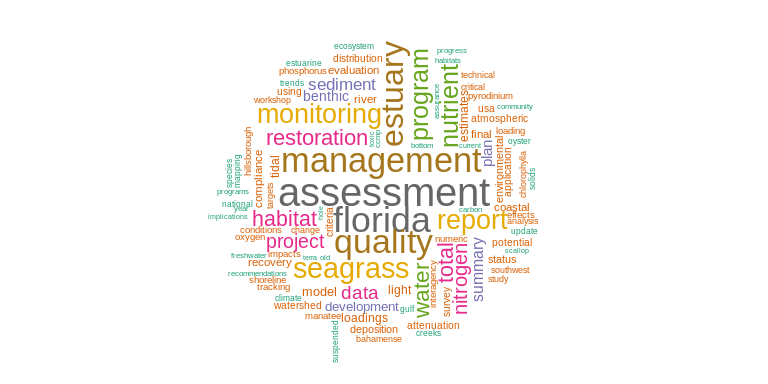 ecosystem
progress
estuarine
distribution
habitats
phosphorus
evaluation
technical
trends
sediment
critical
using
benthic
river
pyrodinium
workshop
monitoring
estuary
program
nutrient
assurance
estimates
usa
community
atmospheric
restoration
toxic
ccmp
bottom
current
final
loading
oyster
plan
environmental
application
chlorophylla
solids
hillsborough
species
mapping
compliance
tidal
management
programs
targets
assessment
national
year
implications
habitat
hole
criteria
florida
carbon
report
coastal
effects
analysis
conditions
change
update
oxygen
project
quality
numeric
potential
scallop
freshwater
impacts
terra
old
recovery
seagrass
total
nitrogen
summary
status
southwest
study
recommendations
shoreline
tracking
model
data
light
water
interagency
survey
climate
watershed
development
gulf
manatee
loadings
suspended
deposition
attenuation
creeks
bahamense